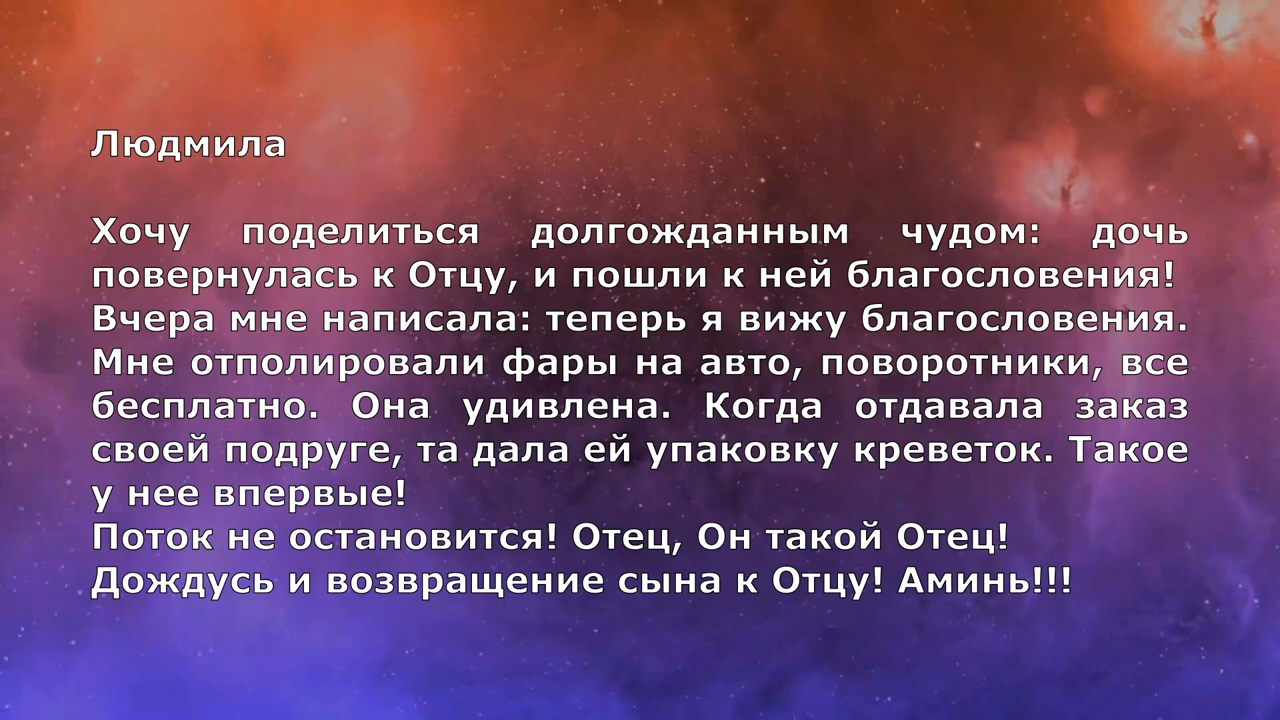 Людмила
Хочу поделиться долгожданным чудом: дочь
повернулась к Отцу, и пошли к ней благословения!
Вчера мне написала: теперь я вижу благословения.
Мне отполировали фары на авто, поворотники, все
бесплатно. Она удивлена. Когда отдавала заказ
своей подруге, та дала ей упаковку креветок. Такое
у нее впервые!
Поток не остановится! Отец, Он такой Отец!
Дождусь и возвращение сына к Отцу! Аминь!!!